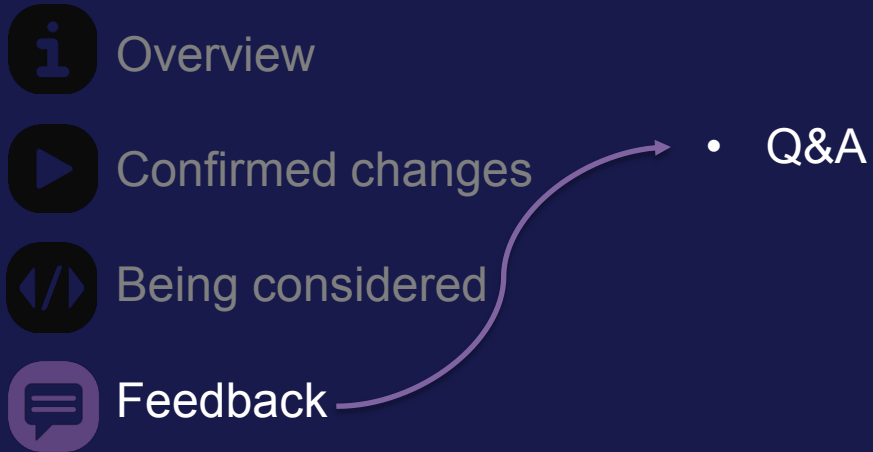 Overview
Confirmed changes
Being considered
Feedback
• Q&A